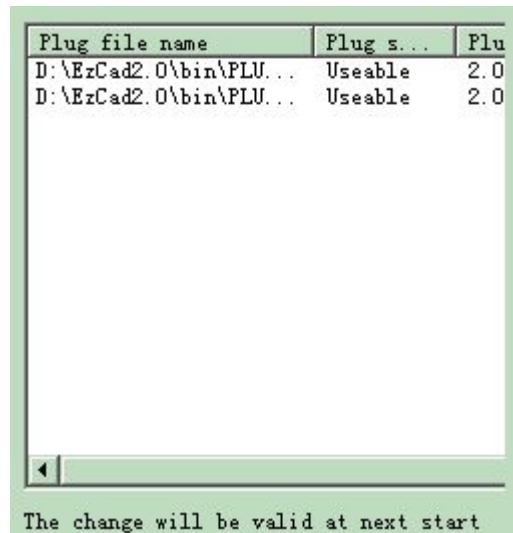 Plug file name Plug s... Plu
D:\EzCad2.0\bin\PLU... Useable 2.0
D:\EzCad2.0\bin\PLU... Useable 2.0
The change will be valid at next start